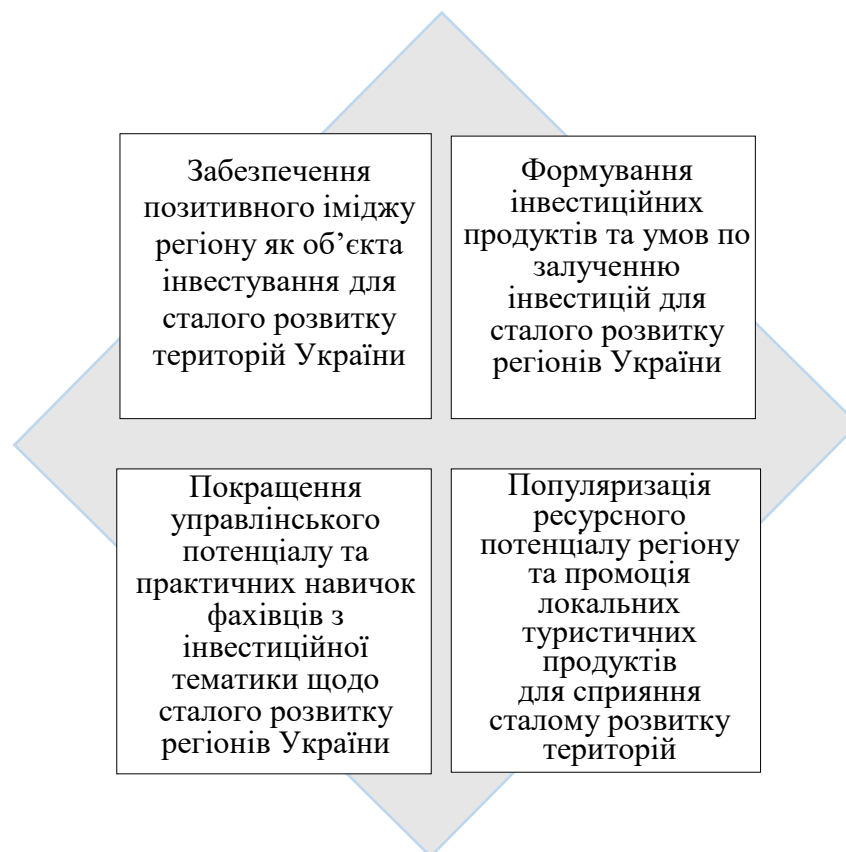 Забезпечення
позитивного іміджу
регіону як об’єкта
інвестування для
сталого розвитку
територій України
Формування
інвестиційних
продуктів та умов по
залученню
інвестицій для
сталого розвитку
регіонів України
Покращення
управлінського
потенціалу та
практичних навичок
фахівців з
інвестиційної
тематики щодо
сталого розвитку
регіонів України
Популяризація
ресурсного
потенціалу регіону
та промоція
локальних
туристичних
продуктів
для сприяння
сталому розвитку
територій